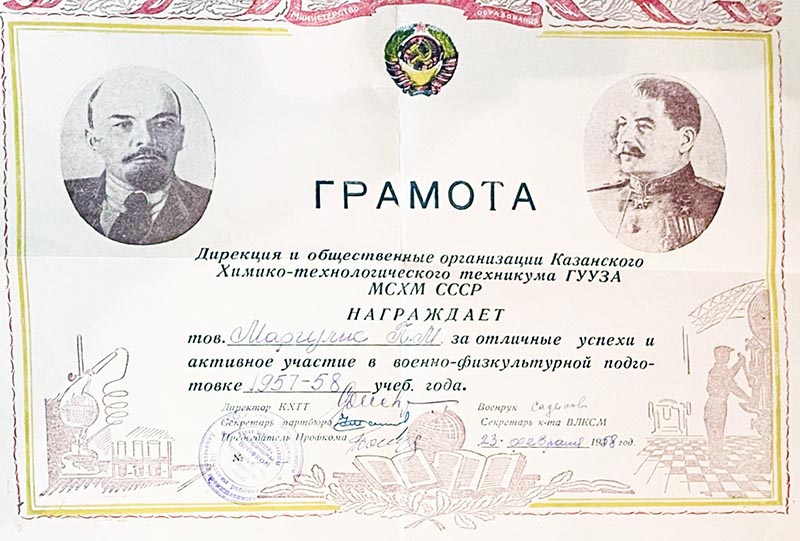 МИНИСТЕРСТВО ОБРАЗОВАНИЯ
ГРАМОТА
Дирекция и общественные организации Казанского
Химико-технологического техникума ГУУЗА
МСХМ СССР
НАГРАЖДАЕТ
тов. Маргулис П.М. за отличные успехи и
активное участие в военно-физкультурной подго-
товке 1957-58 учеб. года.
Директор КХТТ
Военрук Садыков
Секретарь партбюро
Секретарь к-та ВЛКСМ
Председатель Профкома
23 февраля 1958 год.